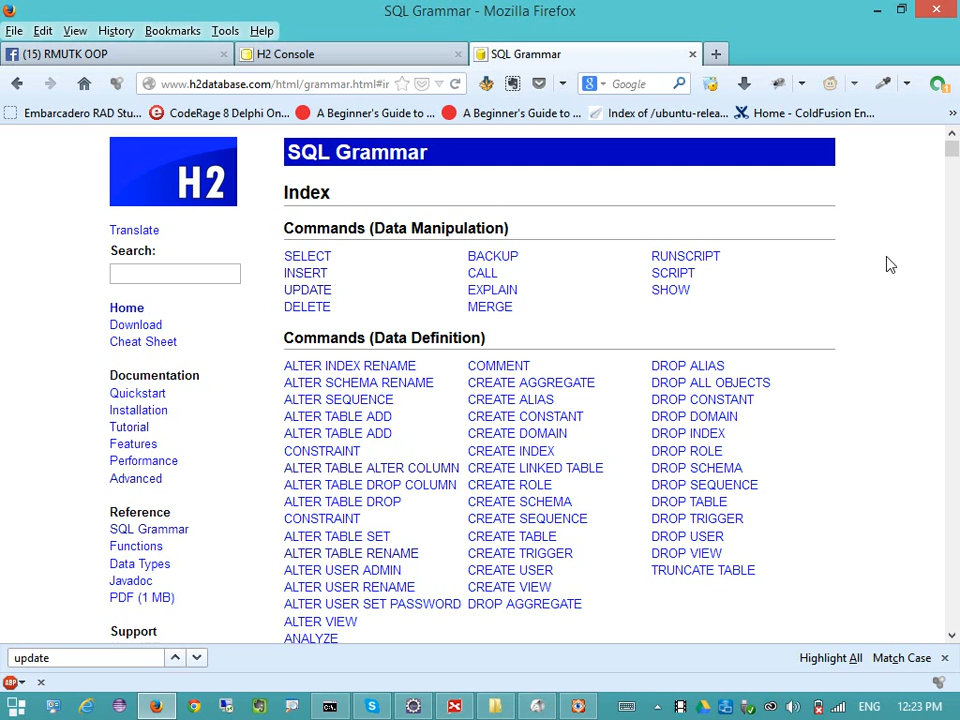 SQL Grammar - Mozilla Firefox
File Edit View History Bookmarks Tools Help
(15) RMUTK OOP × H2 Console × SQL Grammar × +
www.h2database.com/html/grammar.html#ir Google
Embarcadero RAD Stu... CodeRage 8 Delphi On... A Beginner's Guide to ... A Beginner's Guide to ... Index of /ubuntu-relea... Home - ColdFusion En... »
H2
SQL Grammar
Index
Translate
Search:
Home
Download
Cheat Sheet
Documentation
Quickstart
Installation
Tutorial
Features
Performance
Advanced
Reference
SQL Grammar
Functions
Data Types
Javadoc
PDF (1 MB)
Support
Commands (Data Manipulation)
SELECT BACKUP RUNSCRIPT
INSERT CALL SCRIPT
UPDATE EXPLAIN SHOW
DELETE MERGE
Commands (Data Definition)
ALTER INDEX RENAME COMMENT DROP ALIAS
ALTER SCHEMA RENAME CREATE AGGREGATE DROP ALL OBJECTS
ALTER SEQUENCE CREATE ALIAS DROP CONSTANT
ALTER TABLE ADD CREATE CONSTANT DROP DOMAIN
ALTER TABLE ADD CREATE DOMAIN DROP INDEX
CONSTRAINT CREATE INDEX DROP ROLE
ALTER TABLE ALTER COLUMN CREATE LINKED TABLE DROP SCHEMA
ALTER TABLE DROP COLUMN CREATE ROLE DROP SEQUENCE
ALTER TABLE DROP CREATE SCHEMA DROP TABLE
CONSTRAINT CREATE SEQUENCE DROP TRIGGER
ALTER TABLE SET CREATE TABLE DROP USER
ALTER TABLE RENAME CREATE TRIGGER DROP VIEW
ALTER USER ADMIN CREATE USER TRUNCATE TABLE
ALTER USER RENAME CREATE VIEW
ALTER USER SET PASSWORD DROP AGGREGATE
ALTER VIEW
ANALYZE
update Highlight All Match Case ×
ABP ×
ENG 12:23 PM